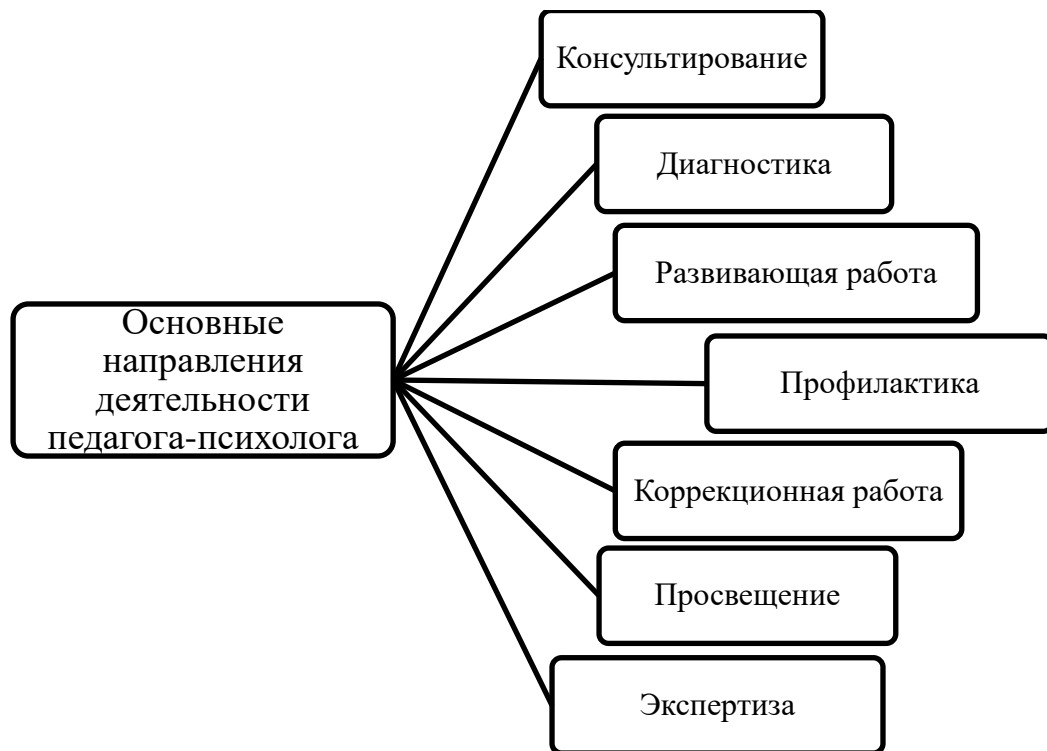 Основные
направления
деятельности
педагога-психолога
Консультирование
Диагностика
Развивающая работа
Профилактика
Коррекционная работа
Просвещение
Экспертиза